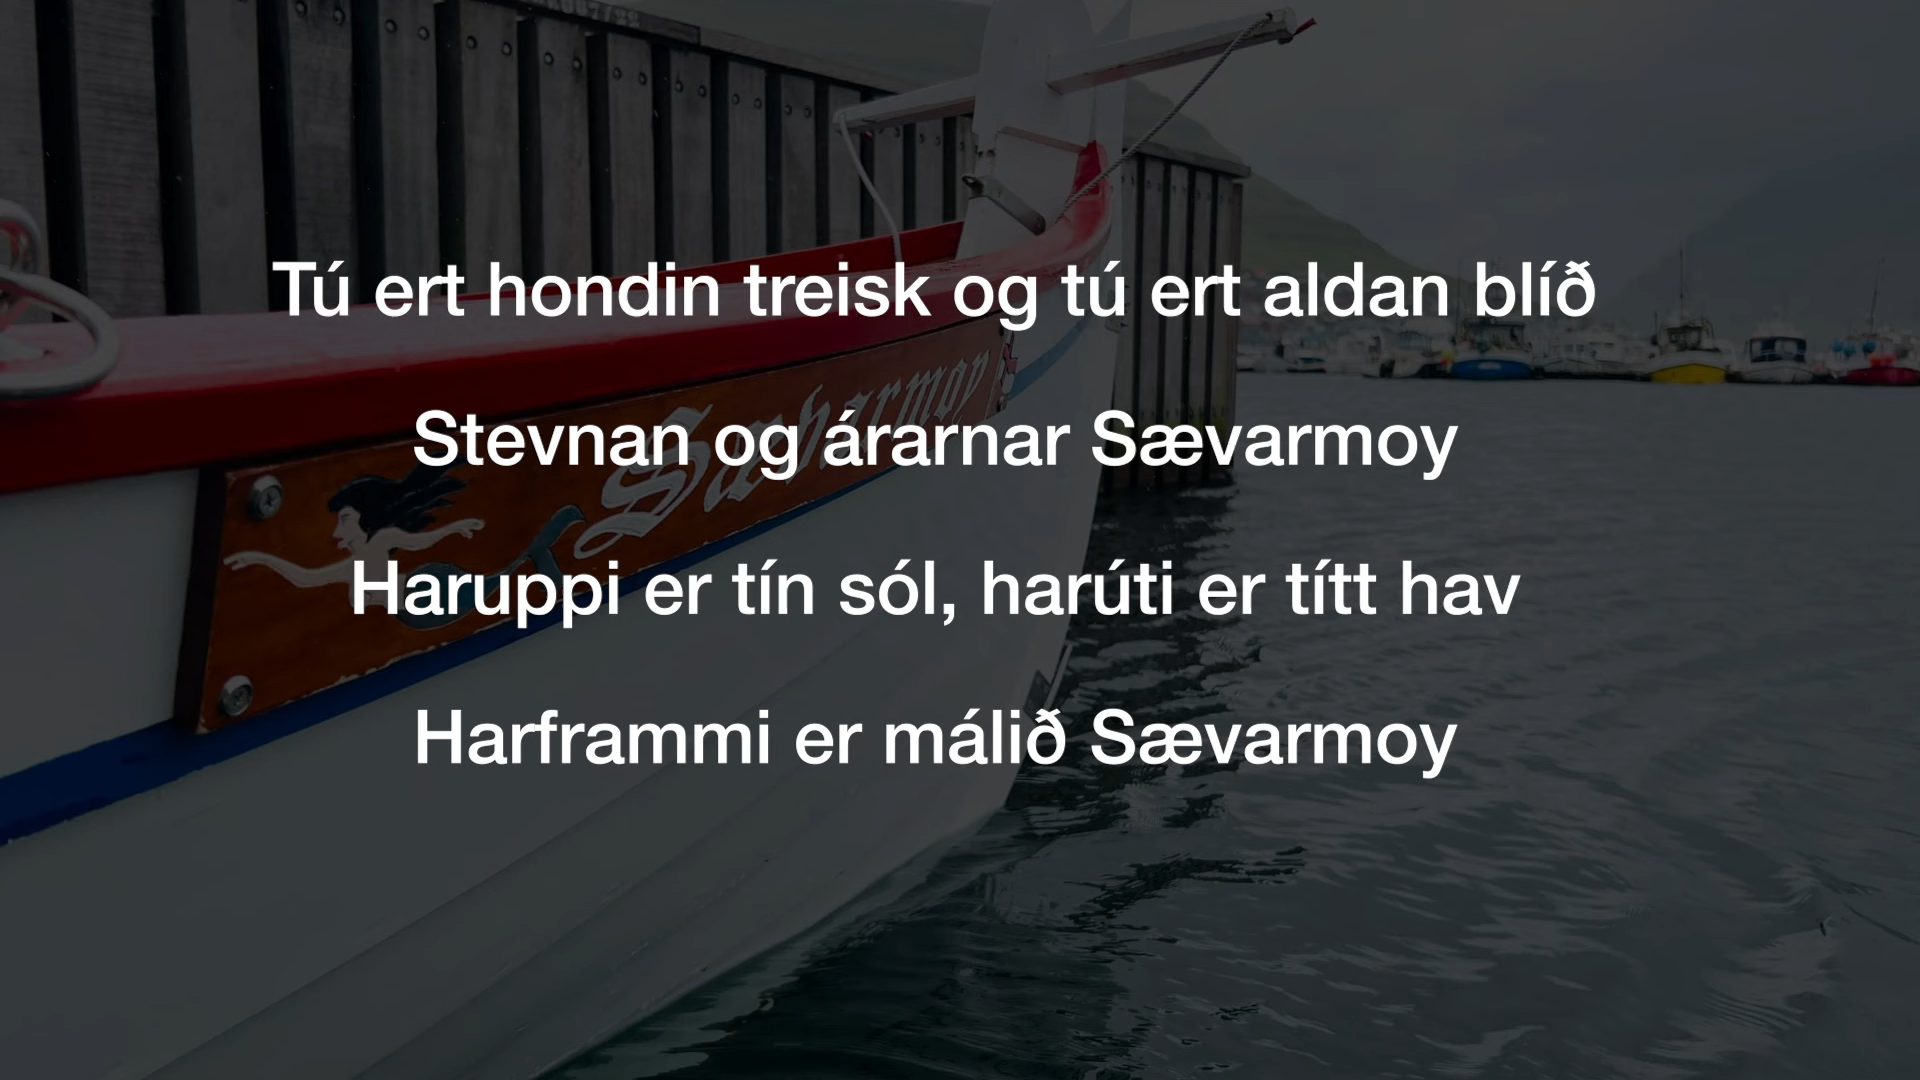 Tú ert hondin treisk og tú ert aldan blíð
Stevnan og árarnar Sævarmoy
Haruppi er tín sól, harúti er títt hav
Harframmi er málið Sævarmoy
Sævarmoy